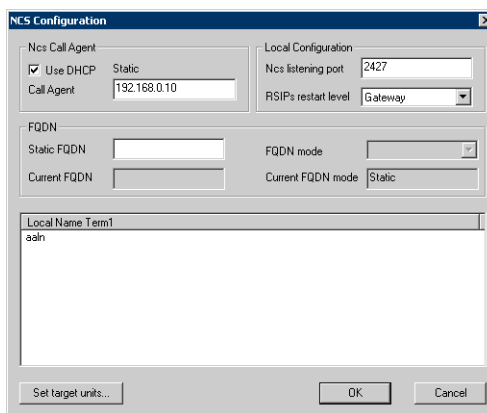 NCS Configuration
Ncs Call Agent
Use DHCP Static
Call Agent 192.168.0.10
Local Configuration
Ncs listening port 2427
RSIPs restart level Gateway
FQDN
Static FQDN
FQDN mode
Current FQDN
Current FQDN mode Static
Local Name Term1
aaln
Set target units...
OK
Cancel